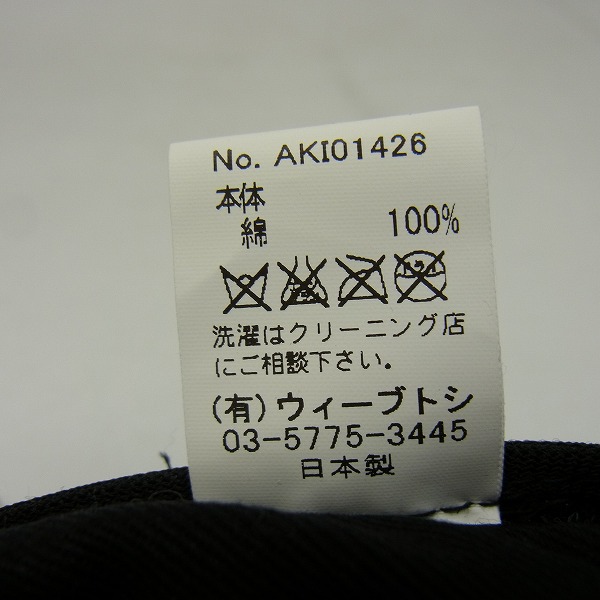 No. AKI01426
本体
綿 100%
洗濯はクリーニング店
にご相談下さい。
(有)ウィーブトシ
03-5775-3445
日本製